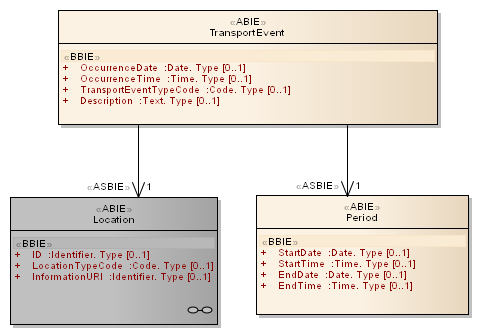 «ABIE»
TransportEvent
«BBIE»
+ OccurrenceDate :Date. Type [0..1]
+ OccurrenceTime :Time. Type [0..1]
+ TransportEventTypeCode :Code. Type [0..1]
+ Description :Text. Type [0..1]
«ASBIE» 1
«ASBIE» 1
«ABIE»
Location
«BBIE»
+ ID :Identifier. Type [0..1]
+ LocationTypeCode :Code. Type [0..1]
+ InformationURI :Identifier. Type [0..1]
«ABIE»
Period
«BBIE»
+ StartDate :Date. Type [0..1]
+ StartTime :Time. Type [0..1]
+ EndDate :Date. Type [0..1]
+ EndTime :Time. Type [0..1]